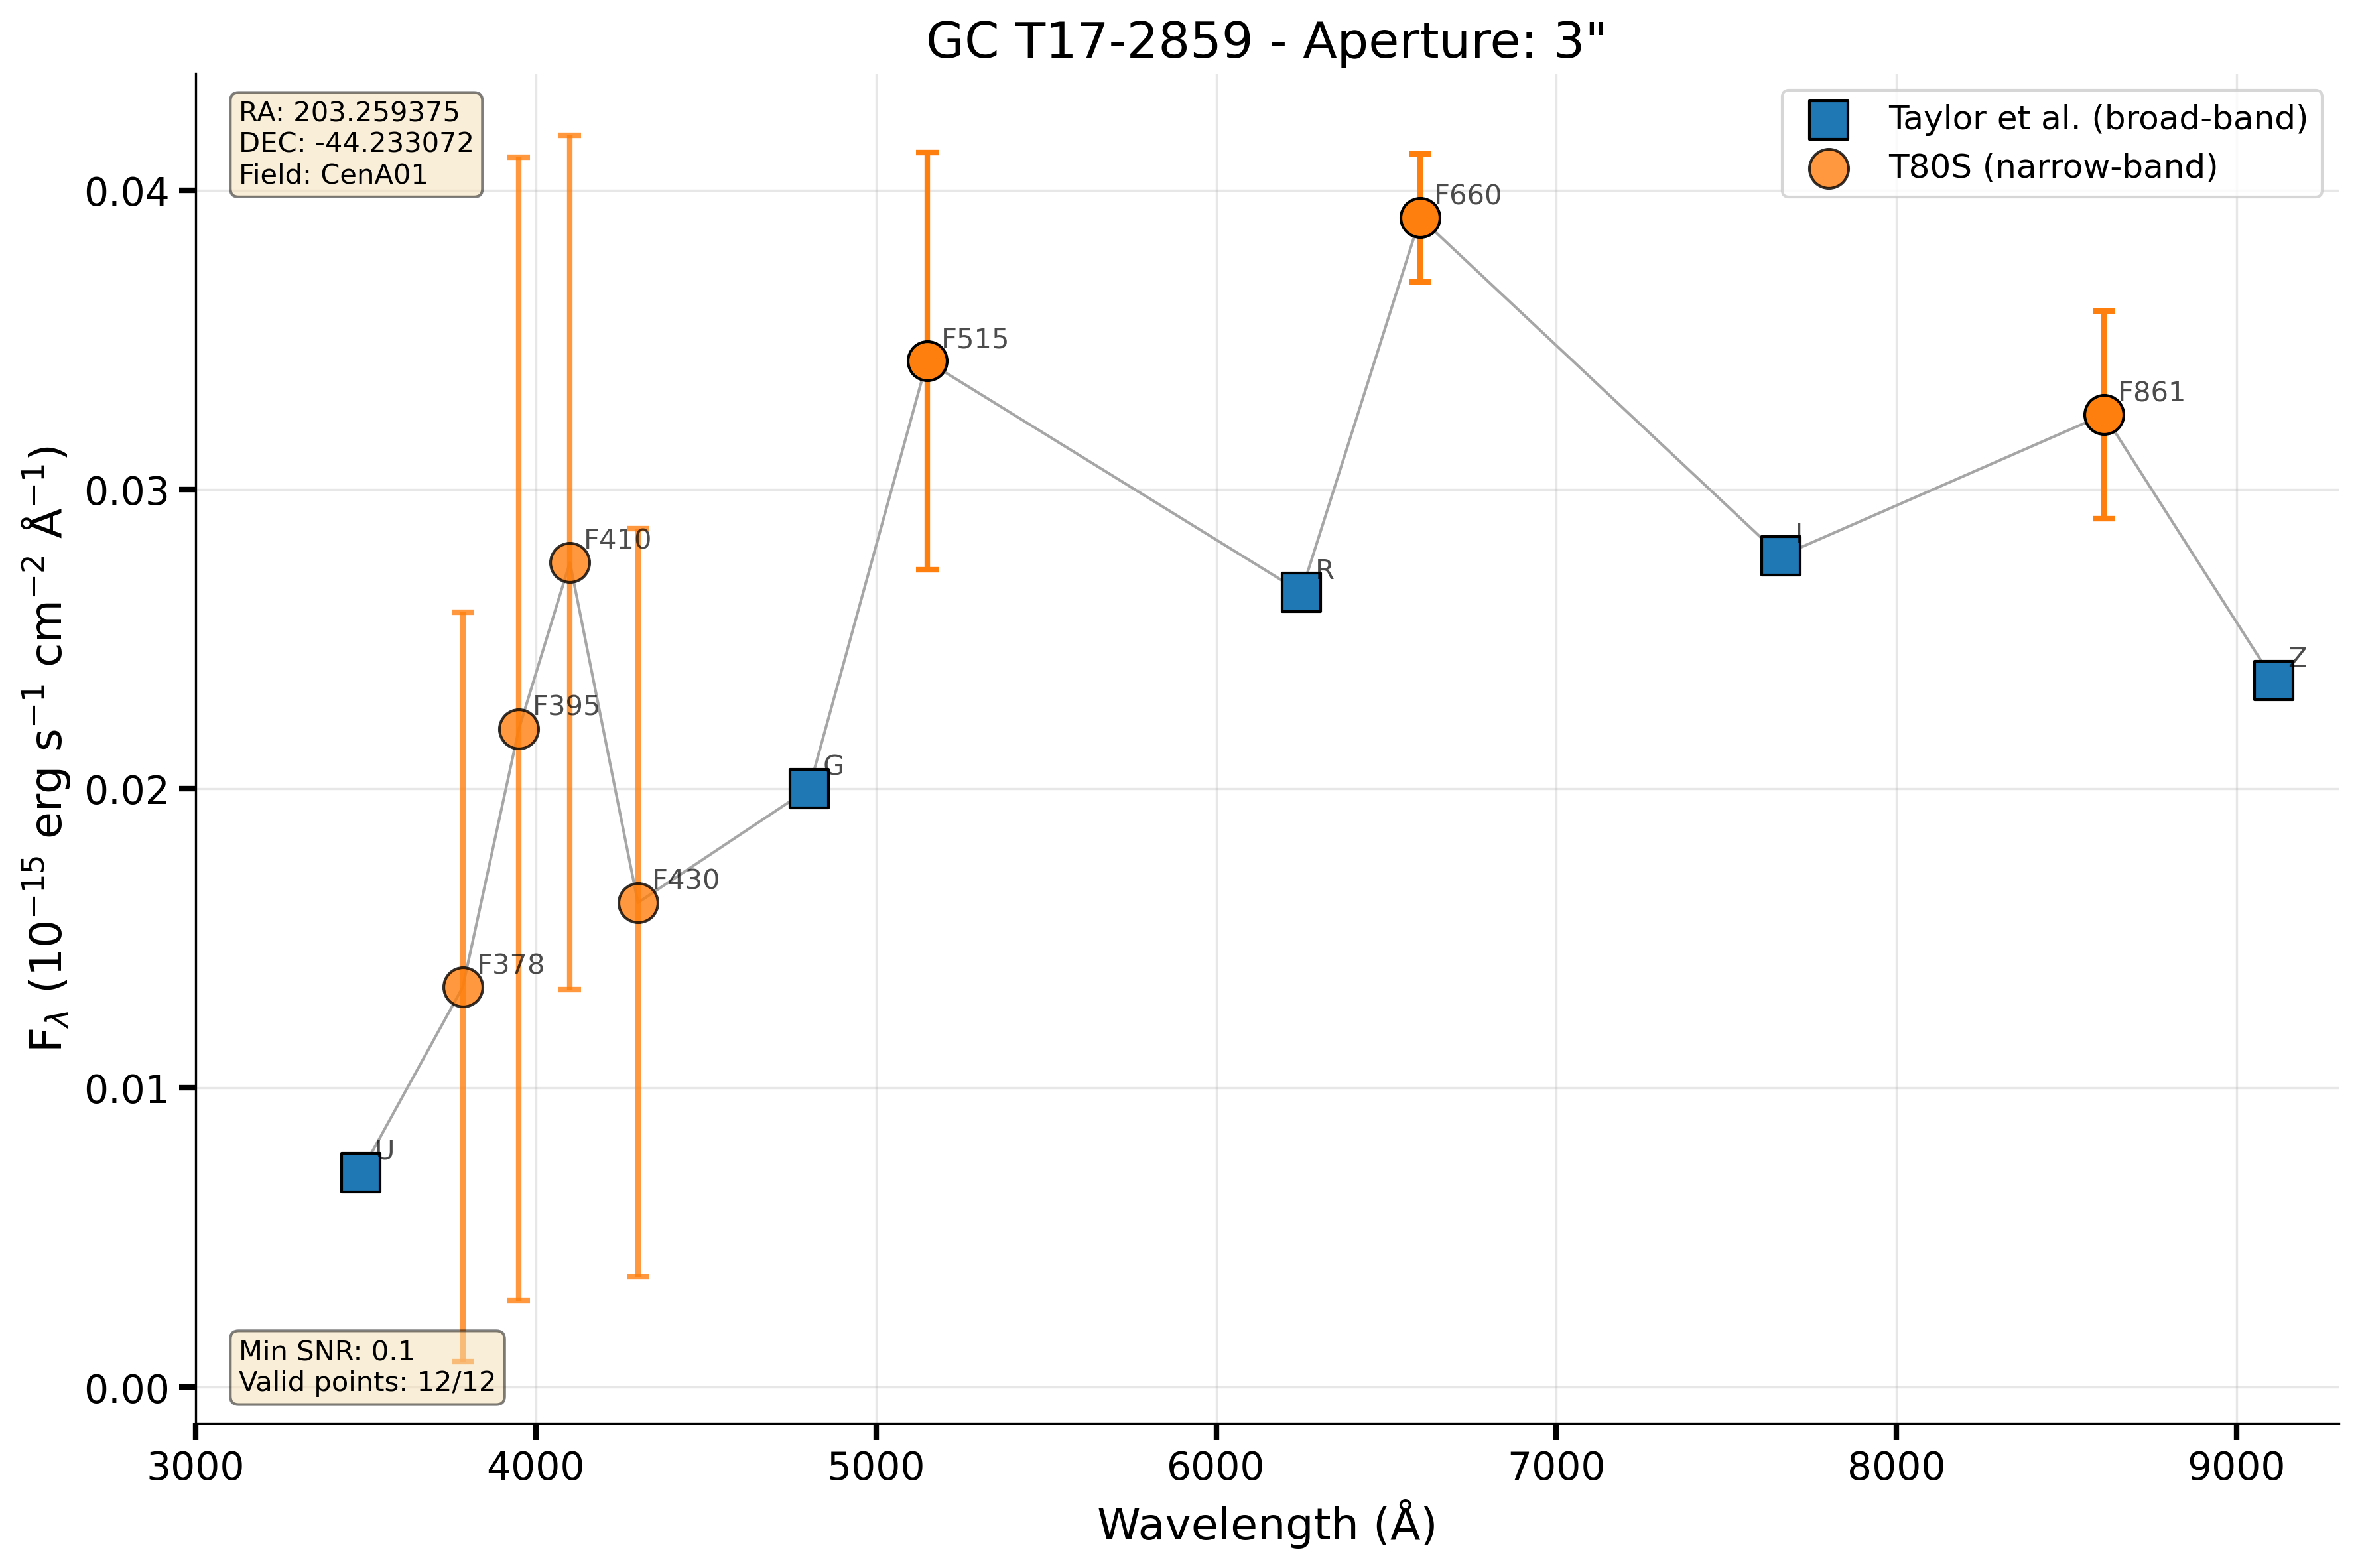 GC T17-2859 - Aperture: 3"
RA: 203.259375
DEC: -44.233072
Field: CenA01
Taylor et al. (broad-band)
T80S (narrow-band)
F660
F515
F861
F410
I
R
F395
Z
G
F430
F378
U
Min SNR: 0.1
Valid points: 12/12
0.04
0.03
0.02
0.01
0.00
F_λ (10⁻¹⁵ erg s⁻¹ cm⁻² Å⁻¹)
3000 4000 5000 6000 7000 8000 9000
Wavelength (Å)